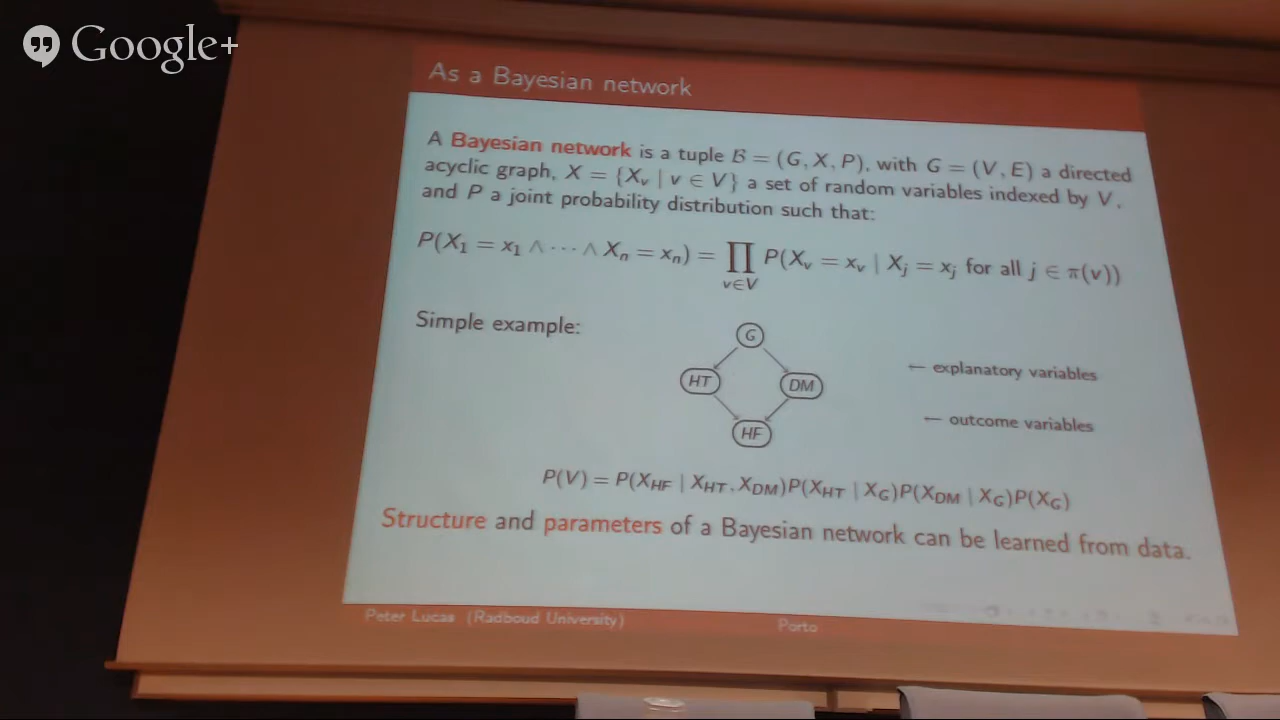 Google+
As a Bayesian network
A Bayesian network is a tuple ℬ = (G, X, P), with G = (V, E) a directed
acyclic graph, X = {X_v | v ∈ V} a set of random variables indexed by V,
and P a joint probability distribution such that:
P(X_1 = x_1 ∧ ··· ∧ X_n = x_n) = ∏_{v∈V} P(X_v = x_v | X_j = x_j for all j ∈ π(v))
Simple example:
G
HT
DM
← explanatory variables
HF
← outcome variables
P(V) = P(X_HF | X_HT, X_DM)P(X_HT | X_G)P(X_DM | X_G)P(X_G)
Structure and parameters of a Bayesian network can be learned from data.
Peter Lucas (Radboud University)
Porto